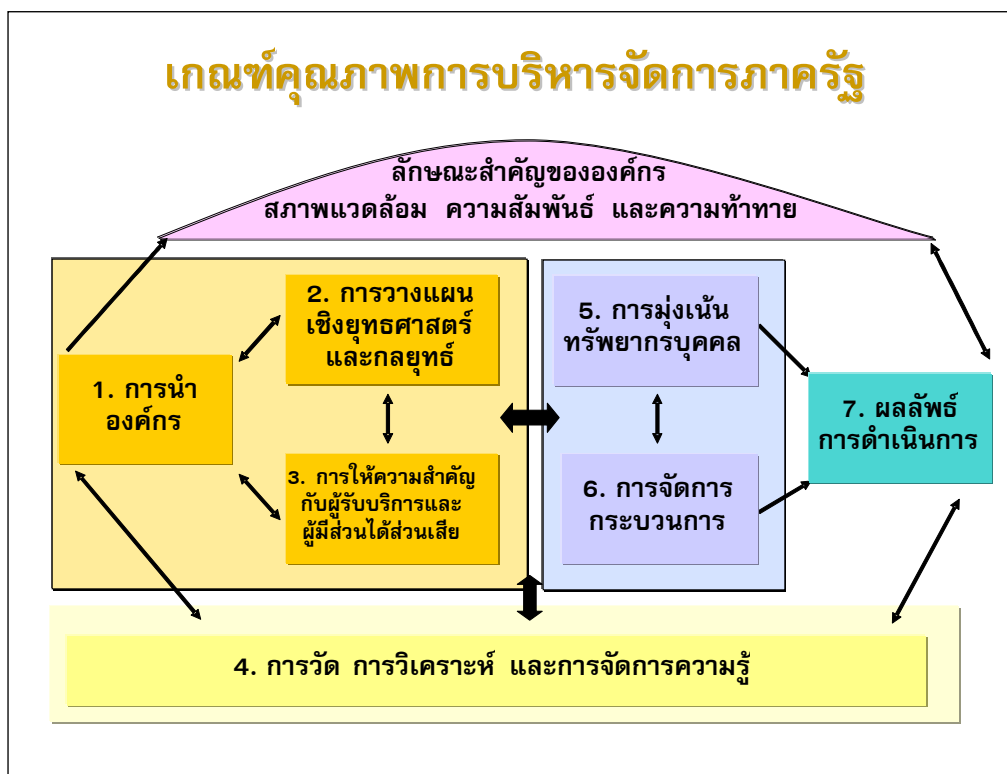 เกณฑ์คุณภาพการบริหารจัดการภาครัฐ
ลักษณะสำคัญขององค์กร
สภาพแวดล้อม ความสัมพันธ์ และความท้าทาย
1. การนำ
องค์กร
2. การวางแผน
เชิงยุทธศาสตร์
และกลยุทธ์
3. การให้ความสำคัญ
กับผู้รับบริการและ
ผู้มีส่วนได้ส่วนเสีย
5. การมุ่งเน้น
ทรัพยากรบุคคล
6. การจัดการ
กระบวนการ
7. ผลลัพธ์
การดำเนินการ
4. การวัด การวิเคราะห์ และการจัดการความรู้